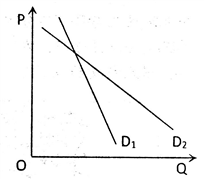 P
D₁ D₂
O Q